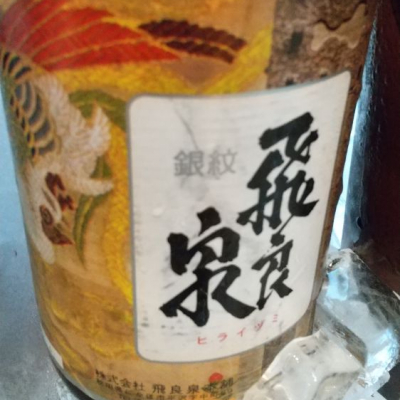 飛良泉
銀紋
ヒライヅミ
株式会社 飛良泉本舗